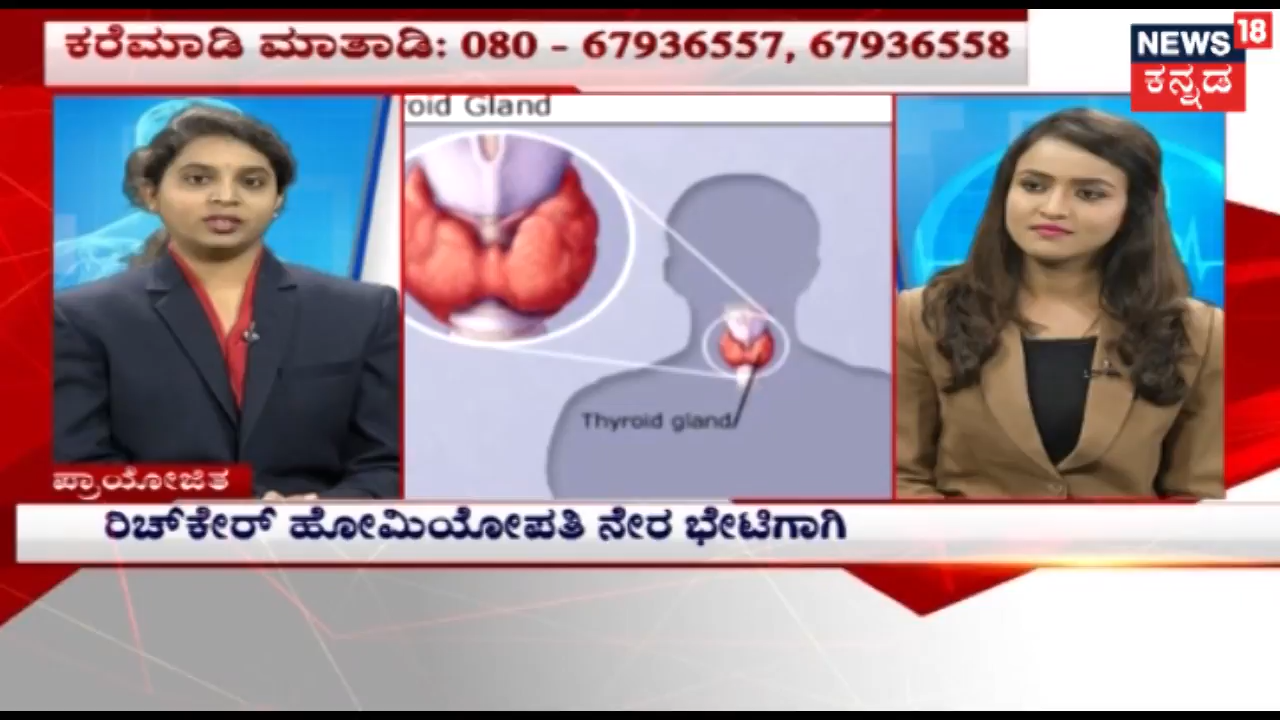 ಕರೆಮಾಡಿ ಮಾತಾಡಿ: 080 - 67936557, 67936558
NEWS 18
ಕನ್ನಡ
oid Gland
Thyroid gland
ಪ್ರಾಯೋಜಿತ
ರಿಚ್‌ಕೇರ್ ಹೋಮಿಯೋಪತಿ ನೇರ ಭೇಟಿಗಾಗಿ